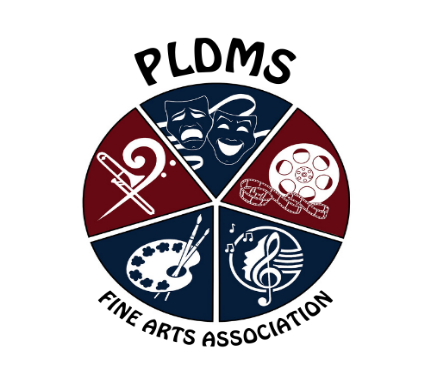 PLDMS
FINE ARTS ASSOCIATION